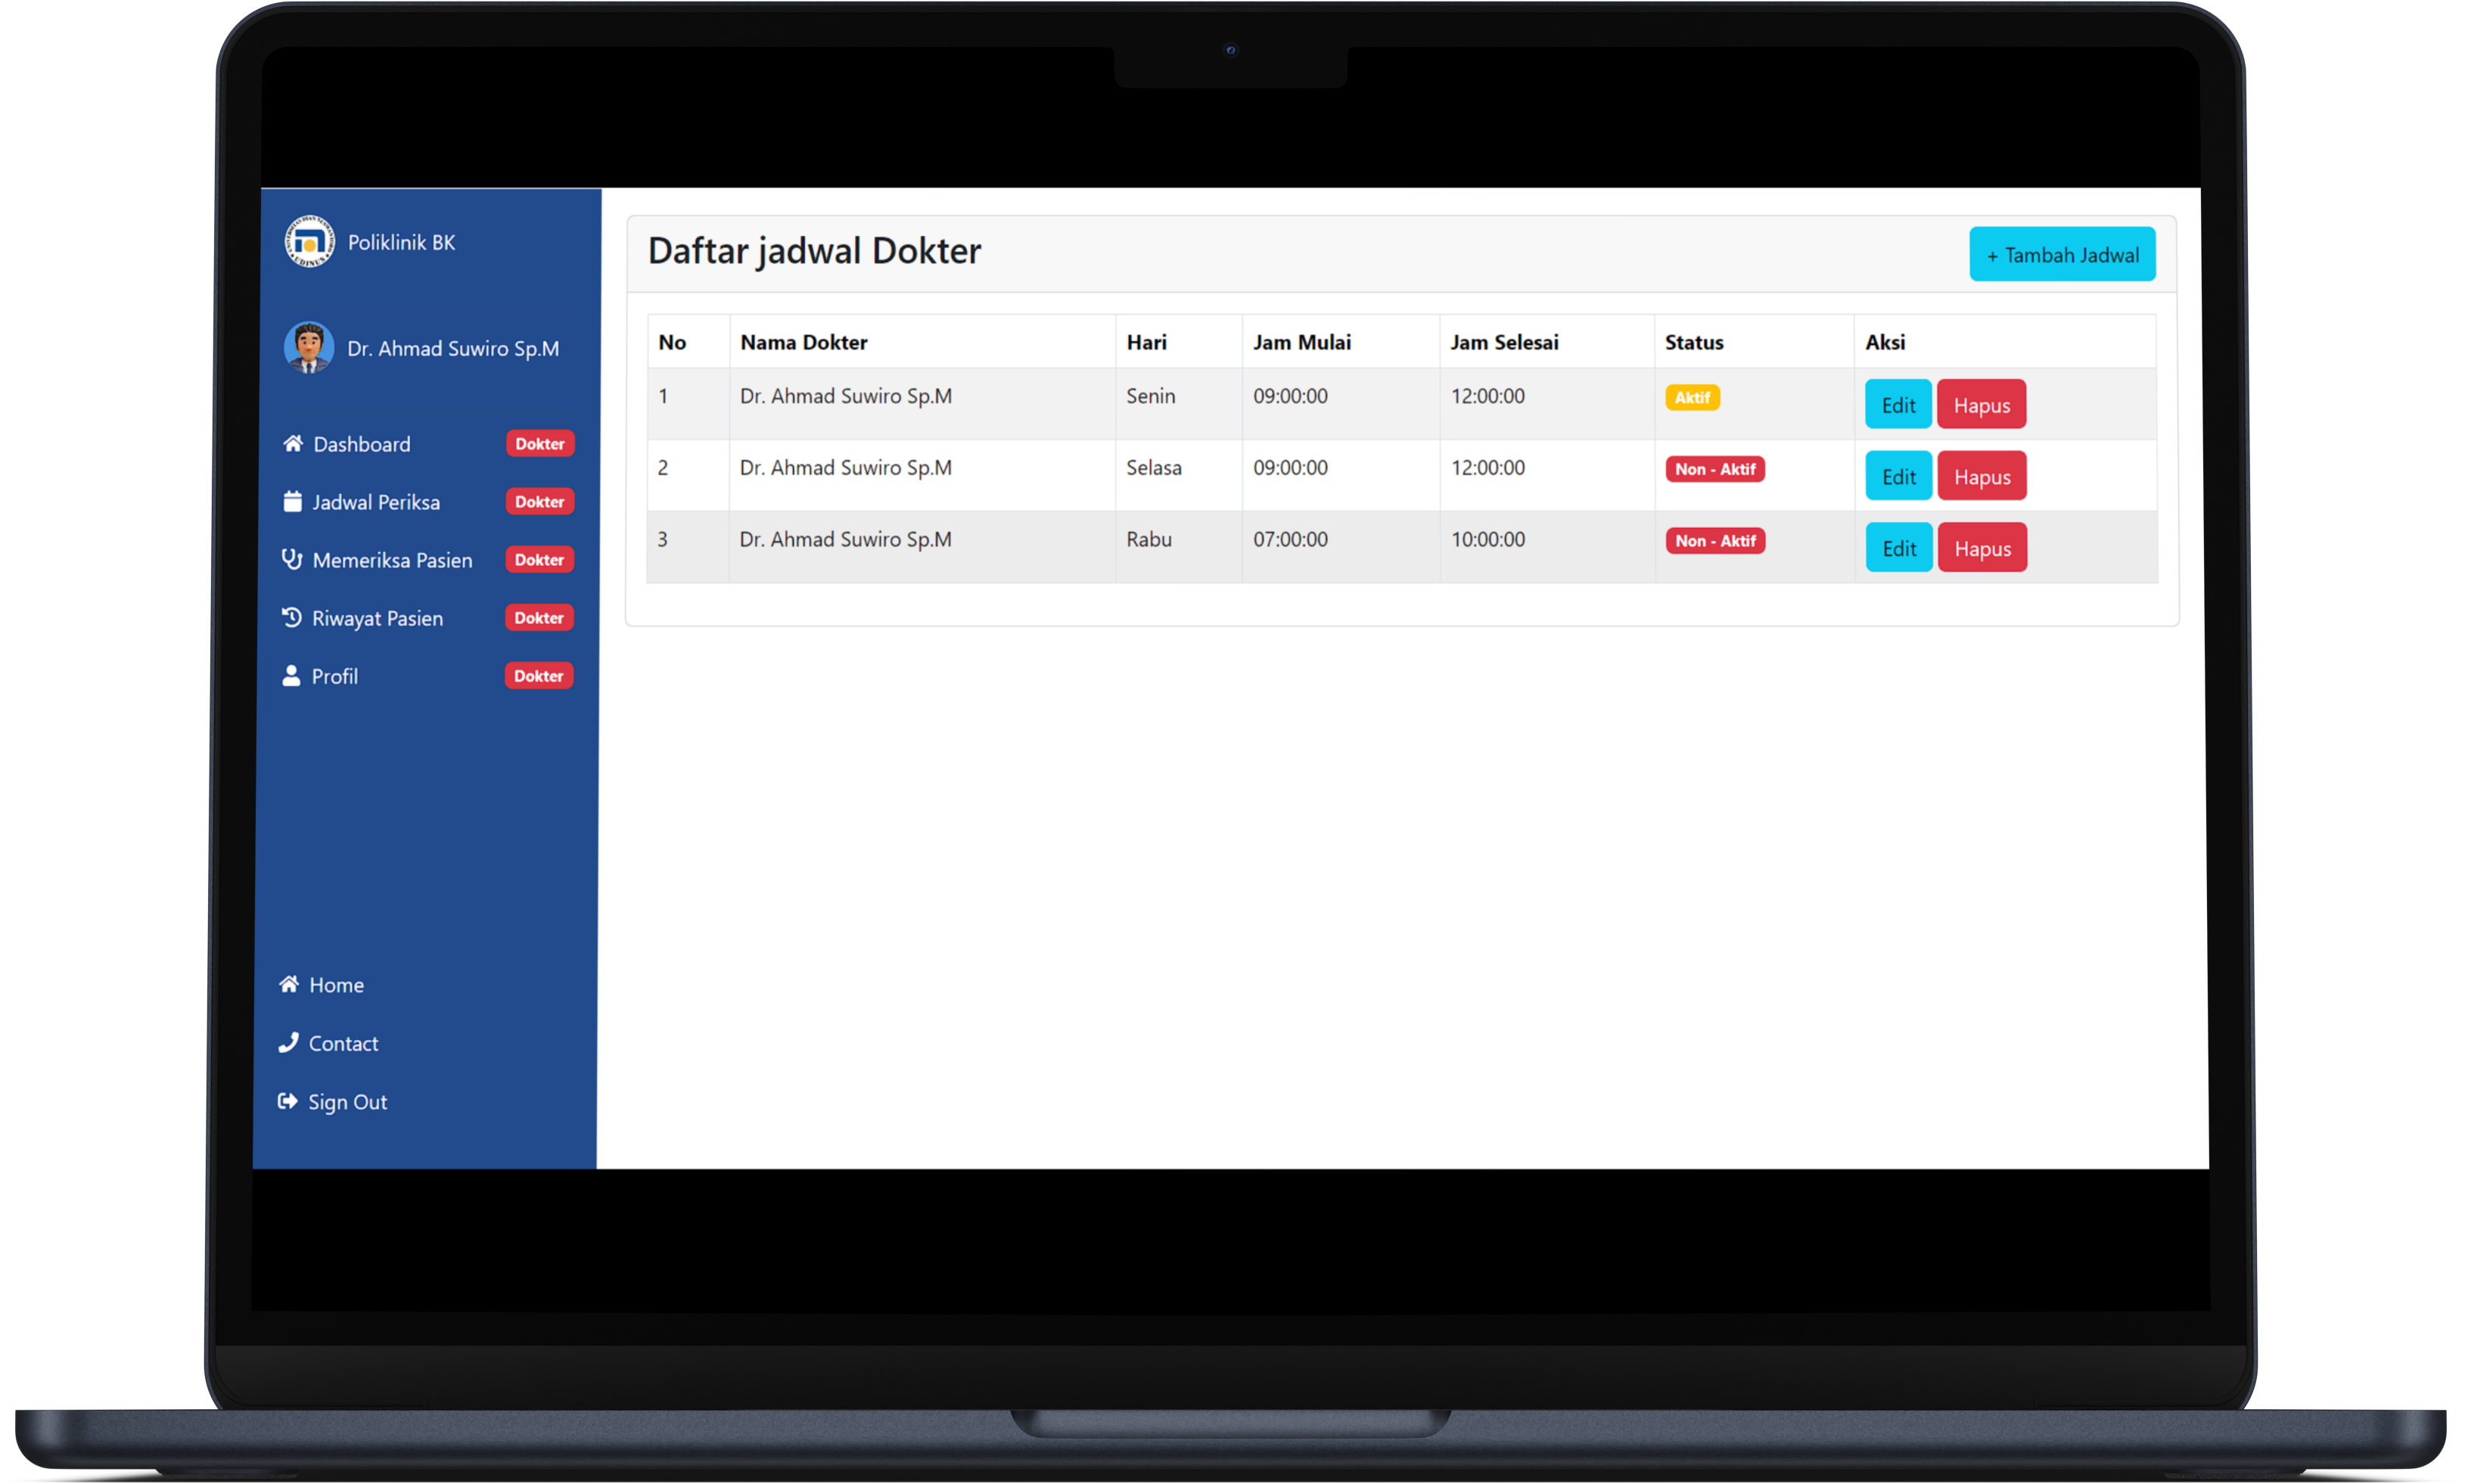 Poliklinik BK
UDINUS
Dr. Ahmad Suwiro Sp.M
Dashboard Dokter
Jadwal Periksa Dokter
Memeriksa Pasien Dokter
Riwayat Pasien Dokter
Profil Dokter
Home
Contact
Sign Out
Daftar jadwal Dokter
+ Tambah Jadwal
No Nama Dokter Hari Jam Mulai Jam Selesai Status Aksi
1 Dr. Ahmad Suwiro Sp.M Senin 09:00:00 12:00:00 Aktif Edit Hapus
2 Dr. Ahmad Suwiro Sp.M Selasa 09:00:00 12:00:00 Non - Aktif Edit Hapus
3 Dr. Ahmad Suwiro Sp.M Rabu 07:00:00 10:00:00 Non - Aktif Edit Hapus